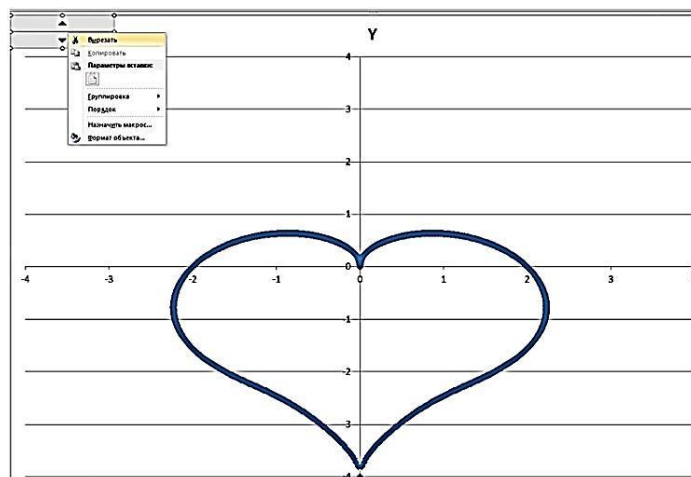 Y
Вырезать
Копировать
Параметры вставки:
Группировка
Порядок
Назначить макрос...
Формат объекта...
4
3
2
1
-4 -3 -1 0 0 1 2 3
-1
-2
-3
-4